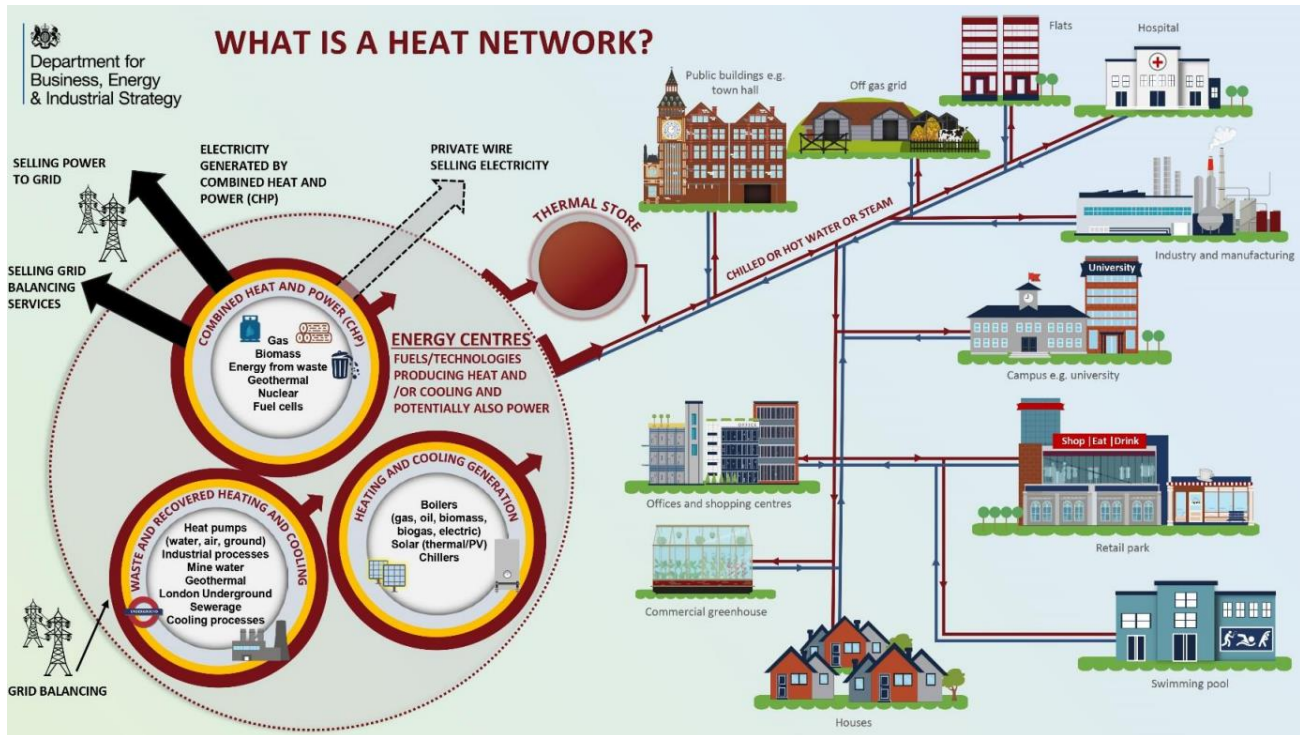 Department for
Business, Energy
& Industrial Strategy
WHAT IS A HEAT NETWORK?
SELLING POWER
TO GRID
ELECTRICITY
GENERATED BY
COMBINED HEAT AND
POWER (CHP)
PRIVATE WIRE
SELLING ELECTRICITY
SELLING GRID
BALANCING
SERVICES
THERMAL STORE
COMBINED HEAT AND POWER (CHP)
Gas
Biomass
Energy from waste
Geothermal
Nuclear
Fuel cells
ENERGY CENTRES
FUELS/TECHNOLOGIES
PRODUCING HEAT AND
/OR COOLING AND
POTENTIALLY ALSO POWER
WASTE AND RECOVERED HEATING AND COOLING
Heat pumps
(water, air, ground)
Industrial processes
Mine water
Geothermal
London Underground
Sewerage
Cooling processes
HEATING AND COOLING GENERATION
Boilers
(gas, oil, biomass,
biogas, electric)
Solar (thermal/PV)
Chillers
GRID BALANCING
CHILLED OR HOT WATER OR STEAM
Public buildings e.g.
town hall
Off gas grid
Flats
Hospital
Industry and manufacturing
University
Campus e.g. university
Offices and shopping centres
Shop |Eat |Drink
Retail park
Commercial greenhouse
Houses
Swimming pool